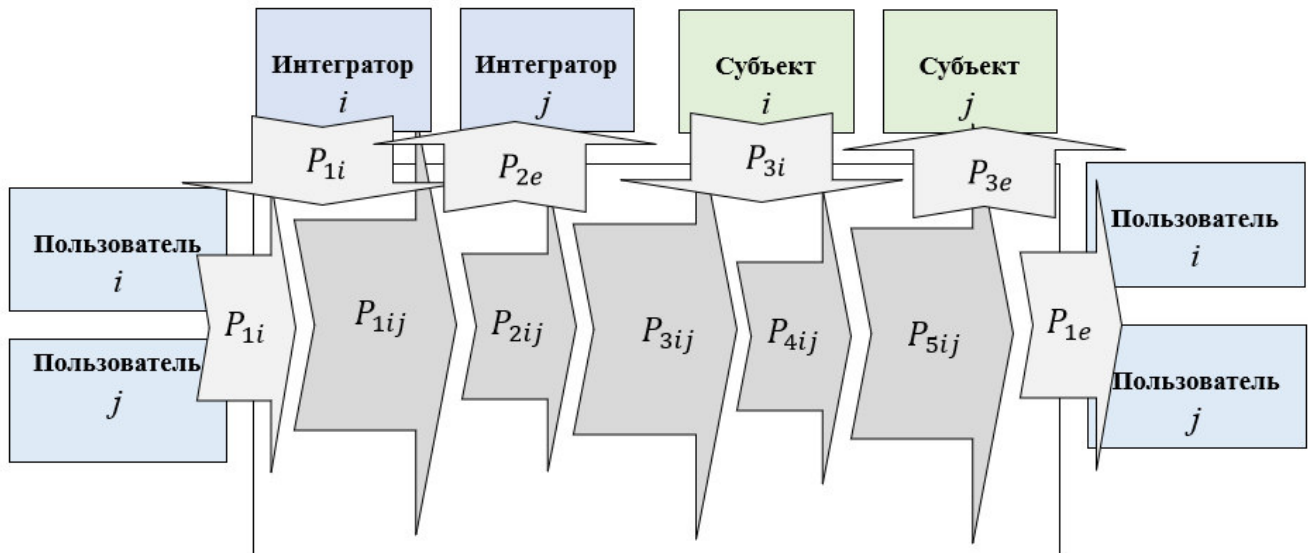 Интегратор
i
Интегратор
j
Субъект
i
Субъект
j
P1i
P2e
P3i
P3e
Пользователь
i
Пользователь
j
P1i
P1ij
P2ij
P3ij
P4ij
P5ij
P1e
Пользователь
i
Пользователь
j